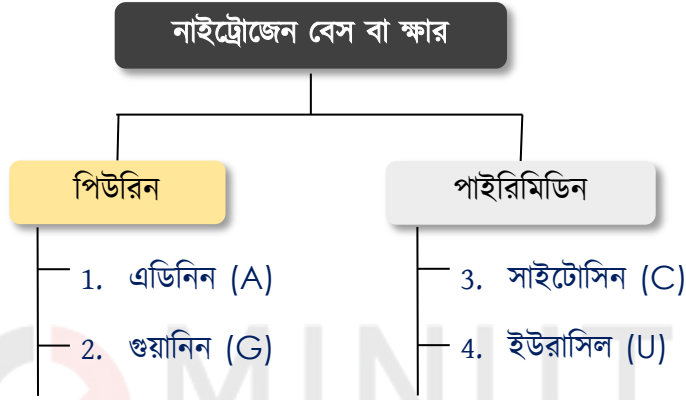 নাইট্রোজেন বেস বা ক্ষার
পিউরিন
পাইরিমিডিন
1. এডিনিন (A)
2. গুয়ানিন (G)
3. সাইটোসিন (C)
4. ইউরাসিল (U)